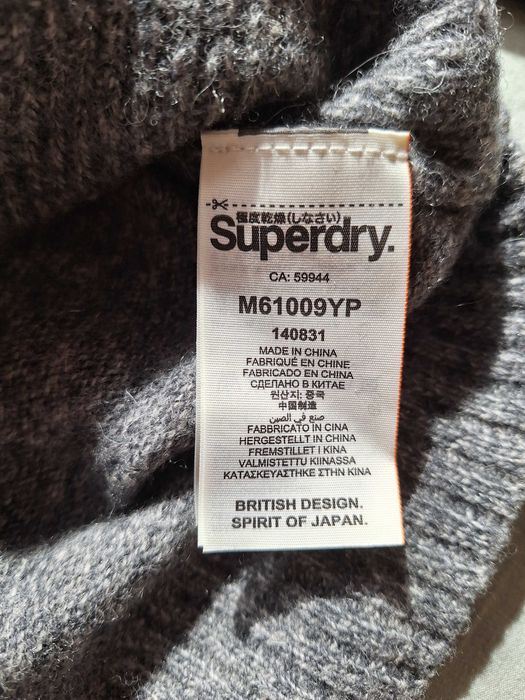 極度乾燥(しなさい)
Superdry.
CA: 59944
M61009YP
140831
MADE IN CHINA
FABRIQUÉ EN CHINE
FABRICADO EN CHINA
СДЕЛАНО В КИТАЕ
원산지: 중국
中国制造
صنع في الصين
FABBRICATO IN CINA
HERGESTELLT IN CHINA
FREMSTILLET I KINA
VALMISTETTU KIINASSA
ΚΑΤΑΣΚΕΥΑΣΤΗΚΕ ΣΤΗΝ ΚΙΝΑ
BRITISH DESIGN.
SPIRIT OF JAPAN.